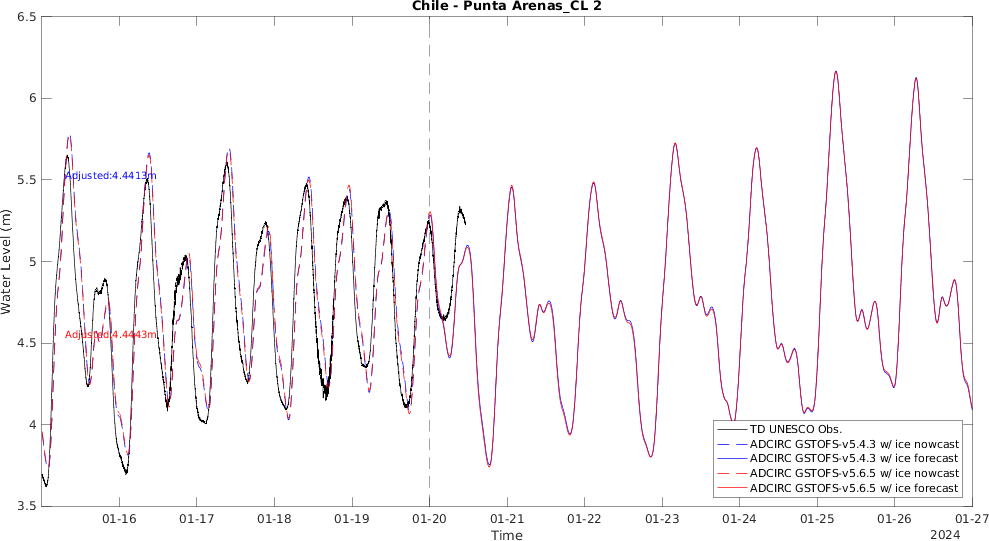 Chile - Punta Arenas_CL 2
Water Level (m)
6.5
6
5.5
5
4.5
4
3.5
Adjusted:4.4413m
Adjusted:4.4443m
TD UNESCO Obs.
ADCIRC GSTOFS-v5.4.3 w/ ice nowcast
ADCIRC GSTOFS-v5.4.3 w/ ice forecast
ADCIRC GSTOFS-v5.6.5 w/ ice nowcast
ADCIRC GSTOFS-v5.6.5 w/ ice forecast
01-16 01-17 01-18 01-19 01-20 01-21 01-22 01-23 01-24 01-25 01-26 01-27
Time
2024